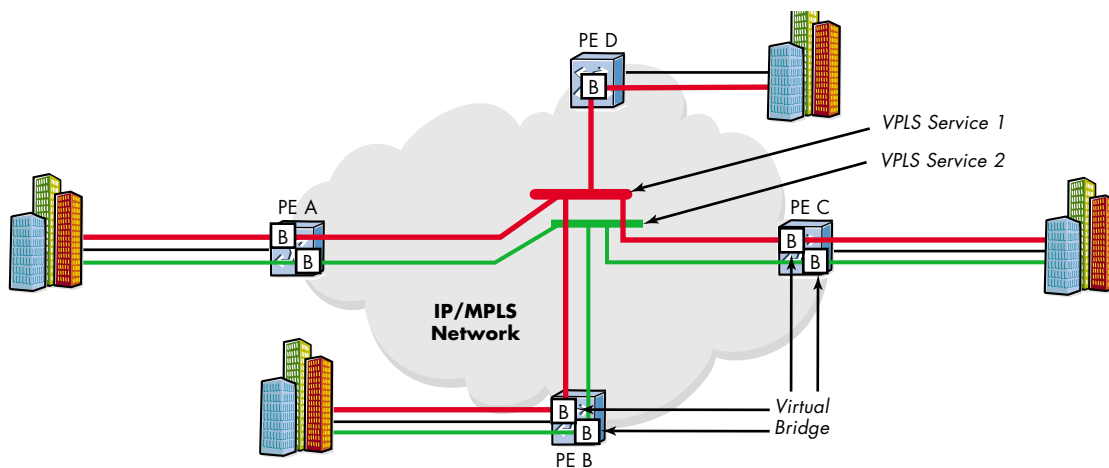 PE D
B
VPLS Service 1
VPLS Service 2
PE A
PE C
B
B
B
B
IP/MPLS
Network
B
B
Virtual
Bridge
PE B